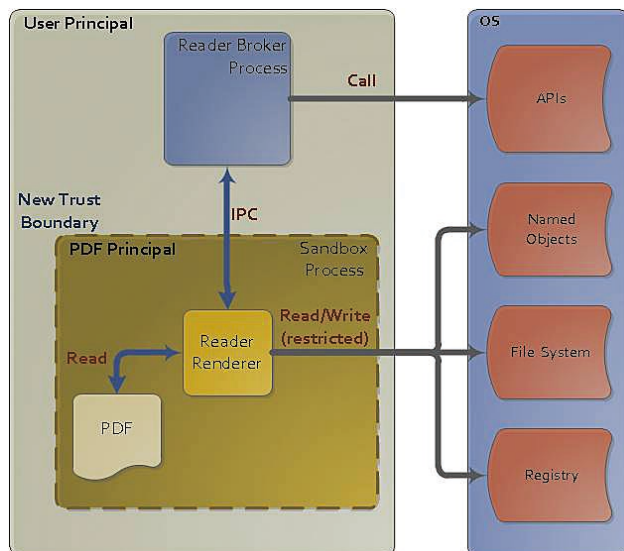 User Principal
Reader Broker
Process
Call
OS
APIs
New Trust
Boundary
IPC
Named
Objects
PDF Principal
Sandbox
Process
Read/Write
(restricted)
Reader
Renderer
File System
Read
PDF
Registry